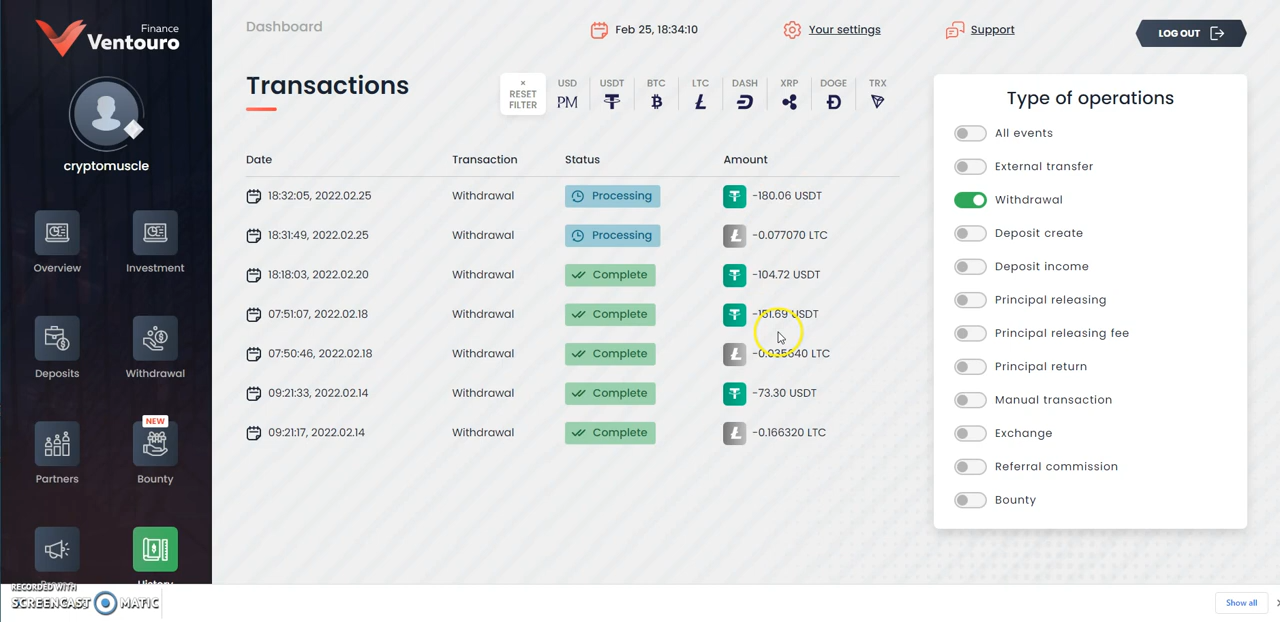 Finance
Ventouro
cryptomuscle
Overview
Investment
Deposits
Withdrawal
NEW
Partners
Bounty
Promo
History
Dashboard
Feb 25, 18:34:10
Your settings
Support
LOG OUT
Transactions
× RESET FILTER
USD PM
USDT
BTC
LTC
DASH
XRP
DOGE
TRX
Date Transaction Status Amount
18:32:05, 2022.02.25 Withdrawal Processing -180.06 USDT
18:31:49, 2022.02.25 Withdrawal Processing -0.077070 LTC
18:18:03, 2022.02.20 Withdrawal Complete -104.72 USDT
07:51:07, 2022.02.18 Withdrawal Complete -151.69 USDT
07:50:46, 2022.02.18 Withdrawal Complete -0.035640 LTC
09:21:33, 2022.02.14 Withdrawal Complete -73.30 USDT
09:21:17, 2022.02.14 Withdrawal Complete -0.166320 LTC
Type of operations
All events
External transfer
Withdrawal
Deposit create
Deposit income
Principal releasing
Principal releasing fee
Principal return
Manual transaction
Exchange
Referral commission
Bounty
RECORDED WITH
SCREENCAST MATIC
Show all